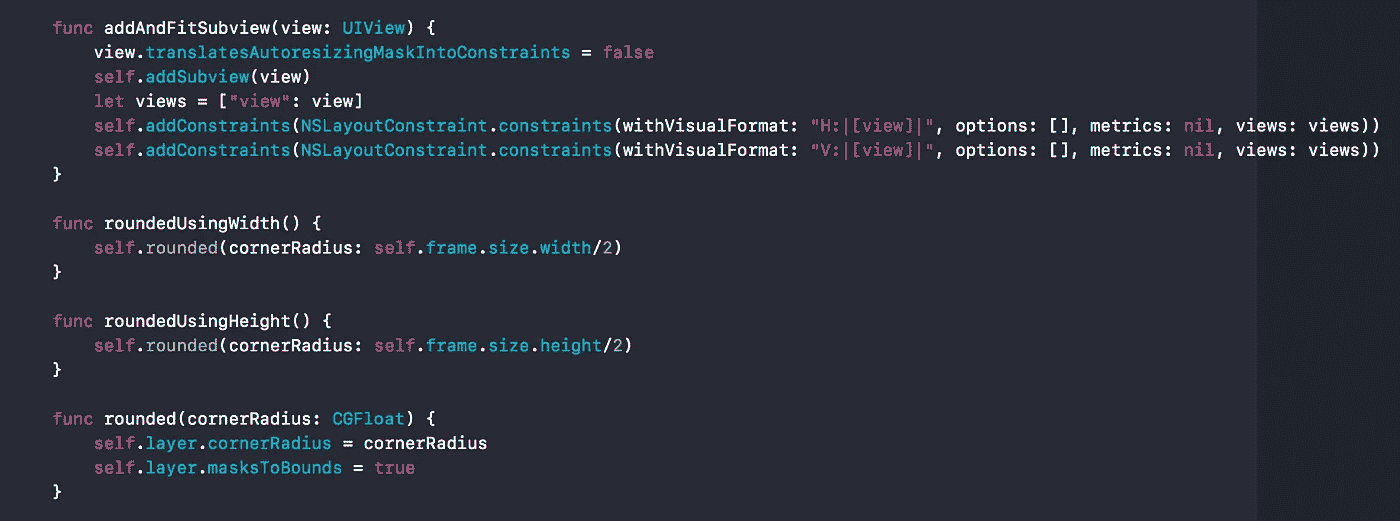 func addAndFitSubview(view: UIView) {
    view.translatesAutoresizingMaskIntoConstraints = false
    self.addSubview(view)
    let views = ["view": view]
    self.addConstraints(NSLayoutConstraint.constraints(withVisualFormat: "H:|[view]|", options: [], metrics: nil, views: views))
    self.addConstraints(NSLayoutConstraint.constraints(withVisualFormat: "V:|[view]|", options: [], metrics: nil, views: views))
}

func roundedUsingWidth() {
    self.rounded(cornerRadius: self.frame.size.width/2)
}

func roundedUsingHeight() {
    self.rounded(cornerRadius: self.frame.size.height/2)
}

func rounded(cornerRadius: CGFloat) {
    self.layer.cornerRadius = cornerRadius
    self.layer.masksToBounds = true
}